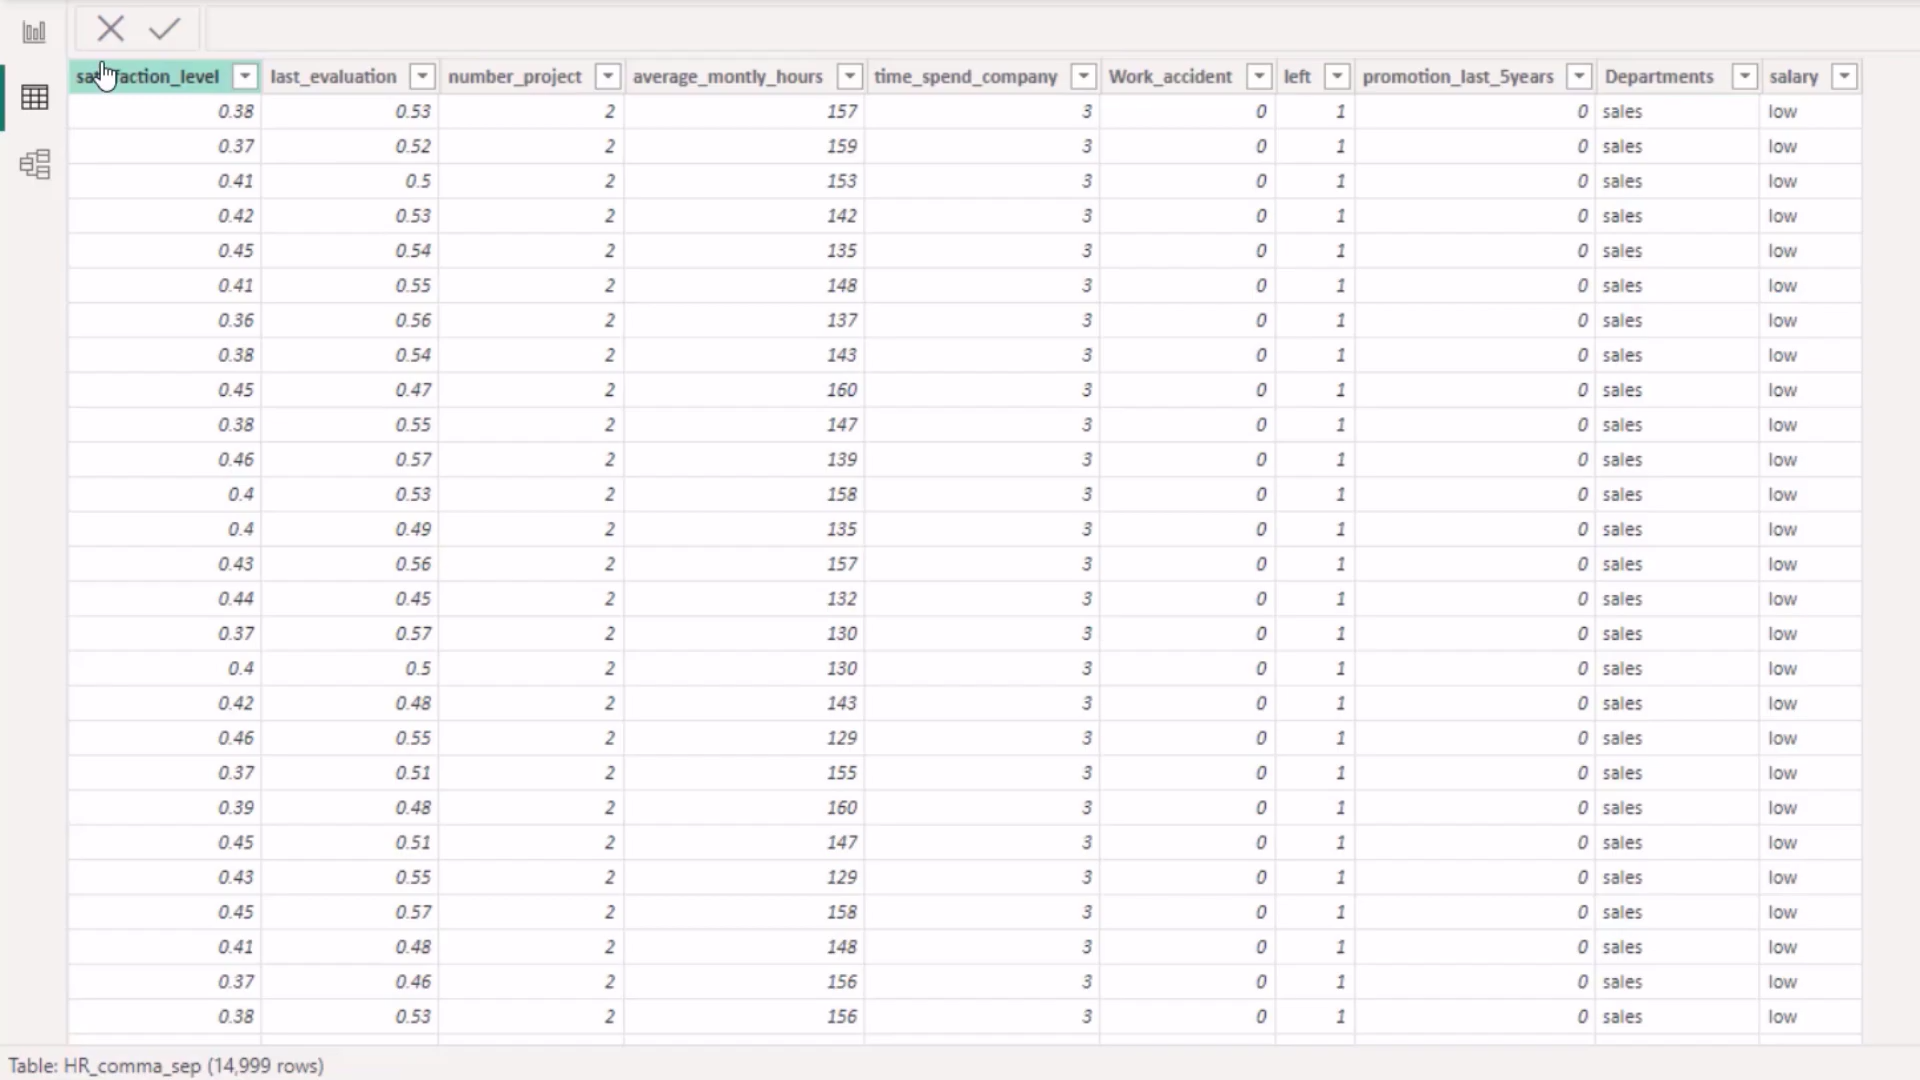 satisfaction_level last_evaluation number_project average_montly_hours time_spend_company Work_accident left promotion_last_5years Departments salary
0.38 0.53 2 157 3 0 1 0 sales low
0.37 0.52 2 159 3 0 1 0 sales low
0.41 0.5 2 153 3 0 1 0 sales low
0.42 0.53 2 142 3 0 1 0 sales low
0.45 0.54 2 135 3 0 1 0 sales low
0.41 0.55 2 148 3 0 1 0 sales low
0.36 0.56 2 137 3 0 1 0 sales low
0.38 0.54 2 143 3 0 1 0 sales low
0.45 0.47 2 160 3 0 1 0 sales low
0.38 0.55 2 147 3 0 1 0 sales low
0.46 0.57 2 139 3 0 1 0 sales low
0.4 0.53 2 158 3 0 1 0 sales low
0.4 0.49 2 135 3 0 1 0 sales low
0.43 0.56 2 157 3 0 1 0 sales low
0.44 0.45 2 132 3 0 1 0 sales low
0.37 0.57 2 130 3 0 1 0 sales low
0.4 0.5 2 130 3 0 1 0 sales low
0.42 0.48 2 143 3 0 1 0 sales low
0.46 0.55 2 129 3 0 1 0 sales low
0.37 0.51 2 155 3 0 1 0 sales low
0.39 0.48 2 160 3 0 1 0 sales low
0.45 0.51 2 147 3 0 1 0 sales low
0.43 0.55 2 129 3 0 1 0 sales low
0.45 0.57 2 158 3 0 1 0 sales low
0.41 0.48 2 148 3 0 1 0 sales low
0.37 0.46 2 156 3 0 1 0 sales low
0.38 0.53 2 156 3 0 1 0 sales low
Table: HR_comma_sep (14,999 rows)